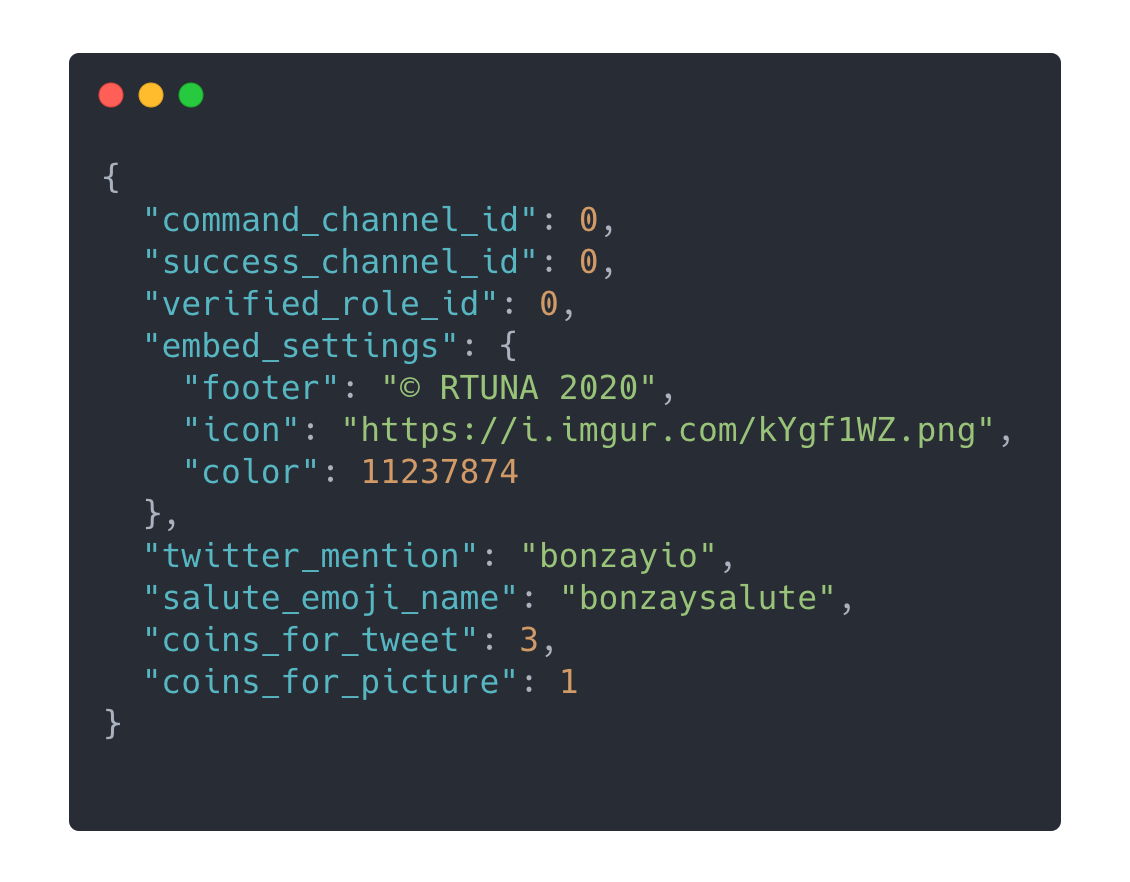 {
  "command_channel_id": 0,
  "success_channel_id": 0,
  "verified_role_id": 0,
  "embed_settings": {
    "footer": "© RTUNA 2020",
    "icon": "https://i.imgur.com/kYgf1WZ.png",
    "color": 11237874
  },
  "twitter_mention": "bonzayio",
  "salute_emoji_name": "bonzaysalute",
  "coins_for_tweet": 3,
  "coins_for_picture": 1
}